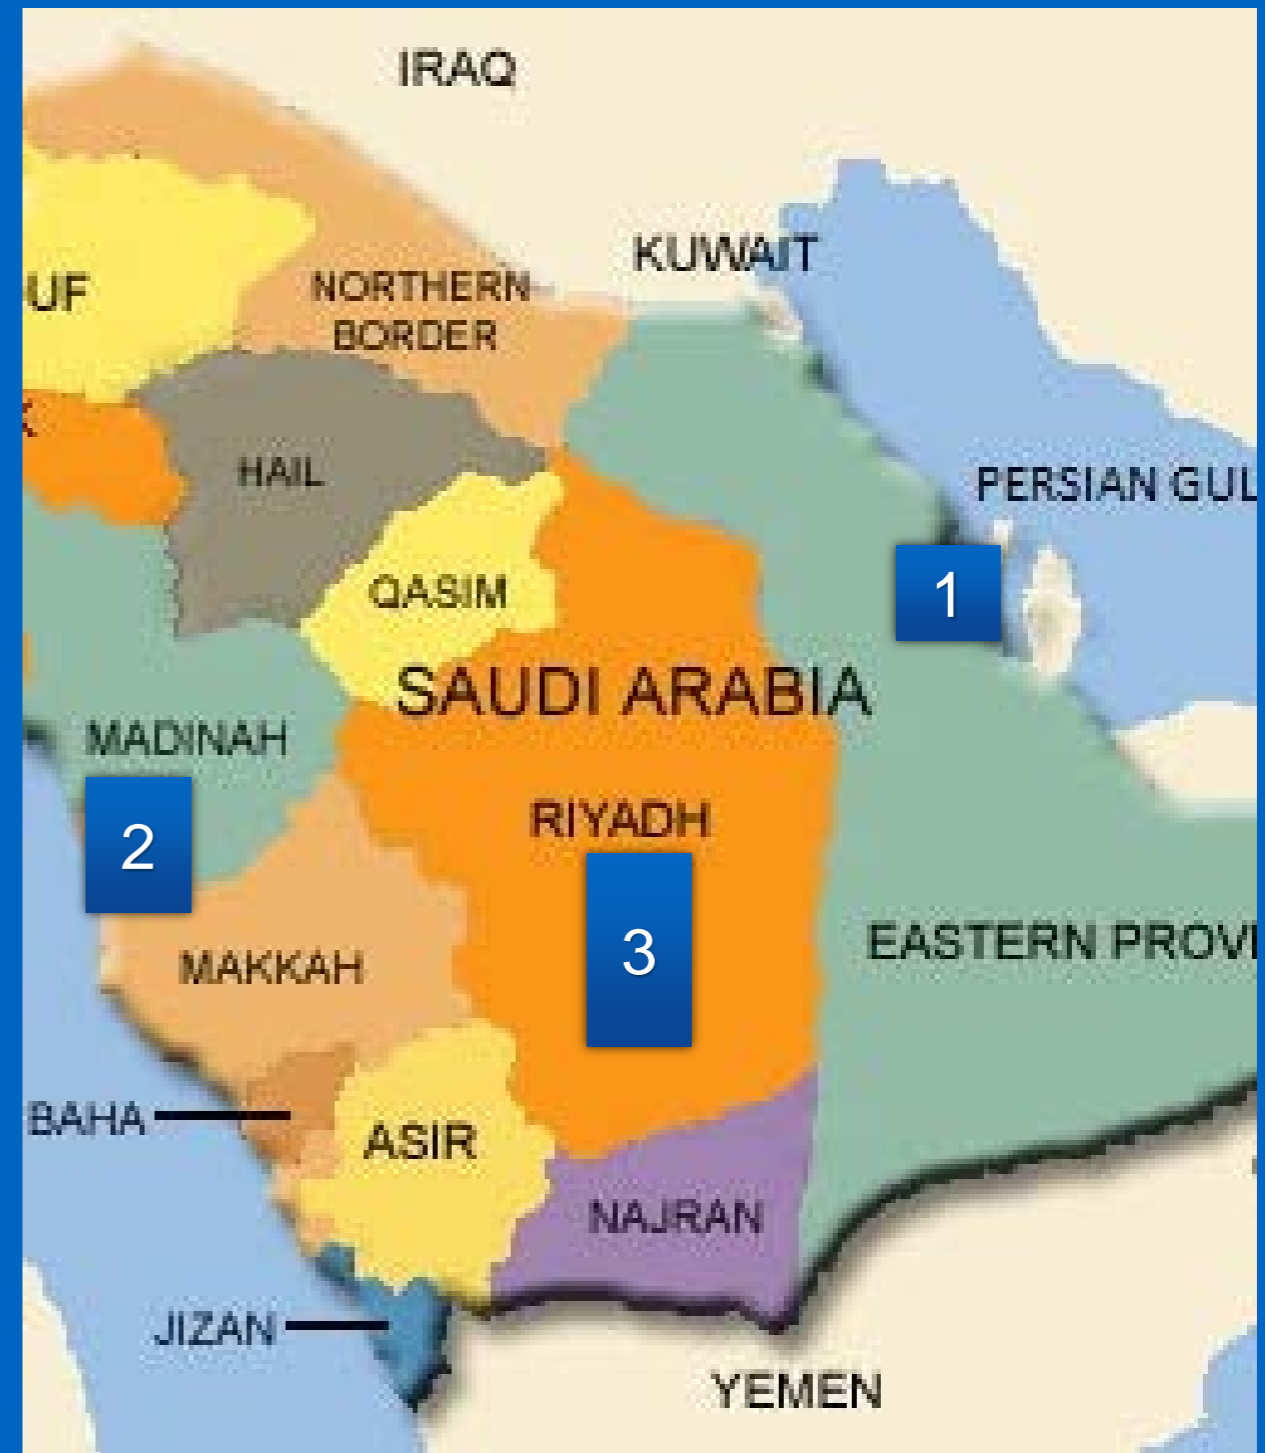 IRAQ
KUWAIT
UF
NORTHERN
BORDER
HAIL
PERSIAN GUL
1
QASIM
SAUDI ARABIA
MADINAH
2
RIYADH
3
EASTERN PROVI
MAKKAH
BAHA
ASIR
NAJRAN
JIZAN
YEMEN